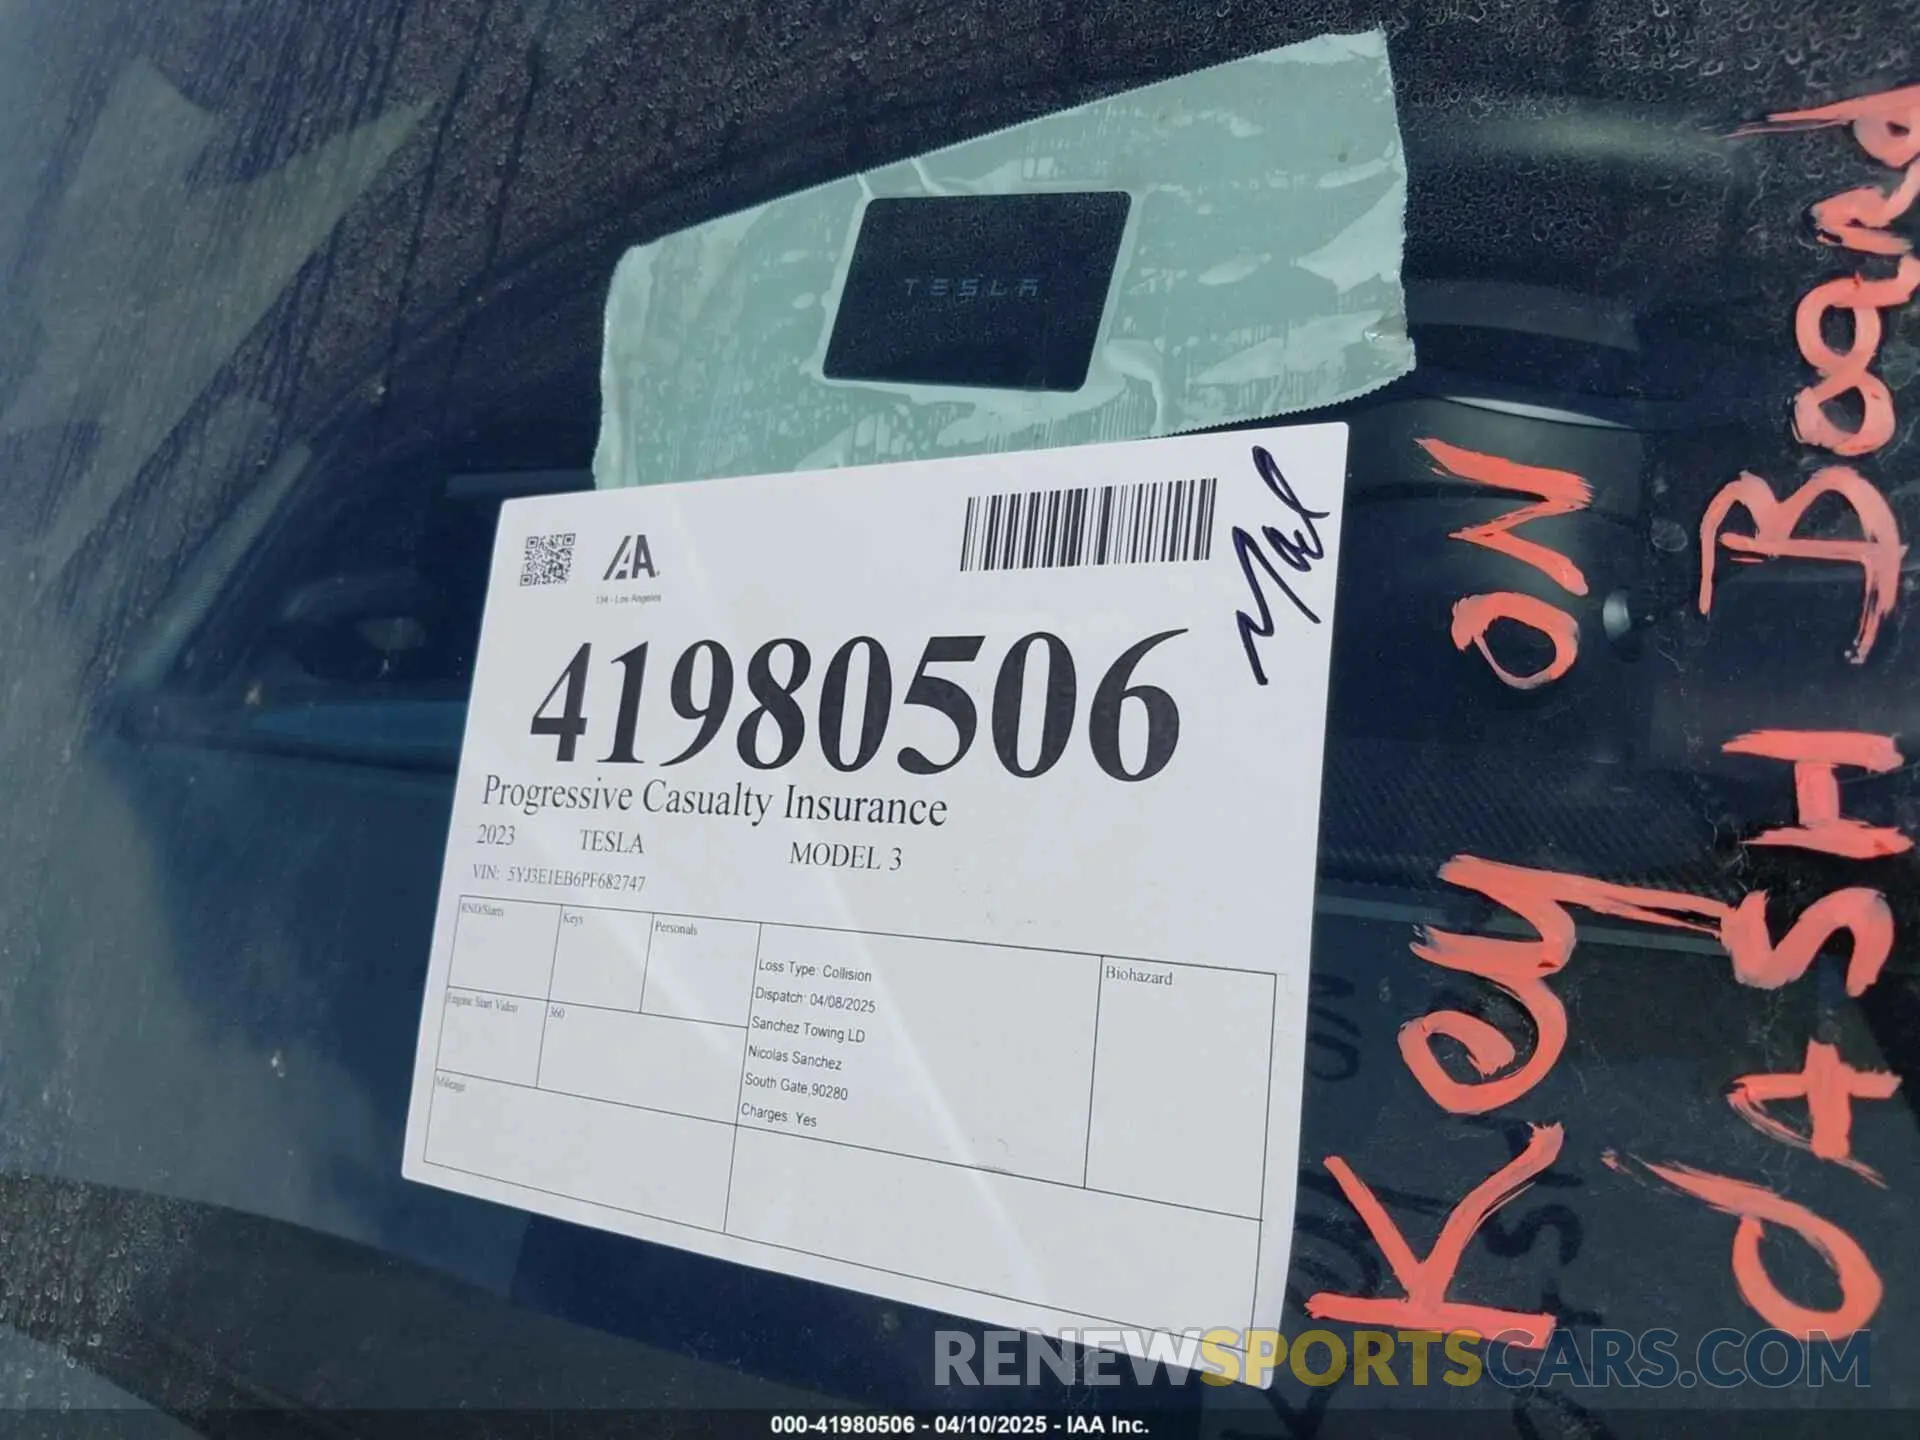 TESLA
IAA
134 - Los Angeles
41980506
Progressive Casualty Insurance
2023 TESLA MODEL 3
VIN: 5YJ3E1EB6PF682747
RND/Starts
Keys
Personals
Engine Start Video
360
Mileage
Loss Type: Collision
Dispatch: 04/08/2025
Sanchez Towing LD
Nicolas Sanchez
South Gate,90280
Charges: Yes
Biohazard
Key ON
dASH Board
RENEWSPORTSCARS.COM
000-41980506 - 04/10/2025 - IAA Inc.